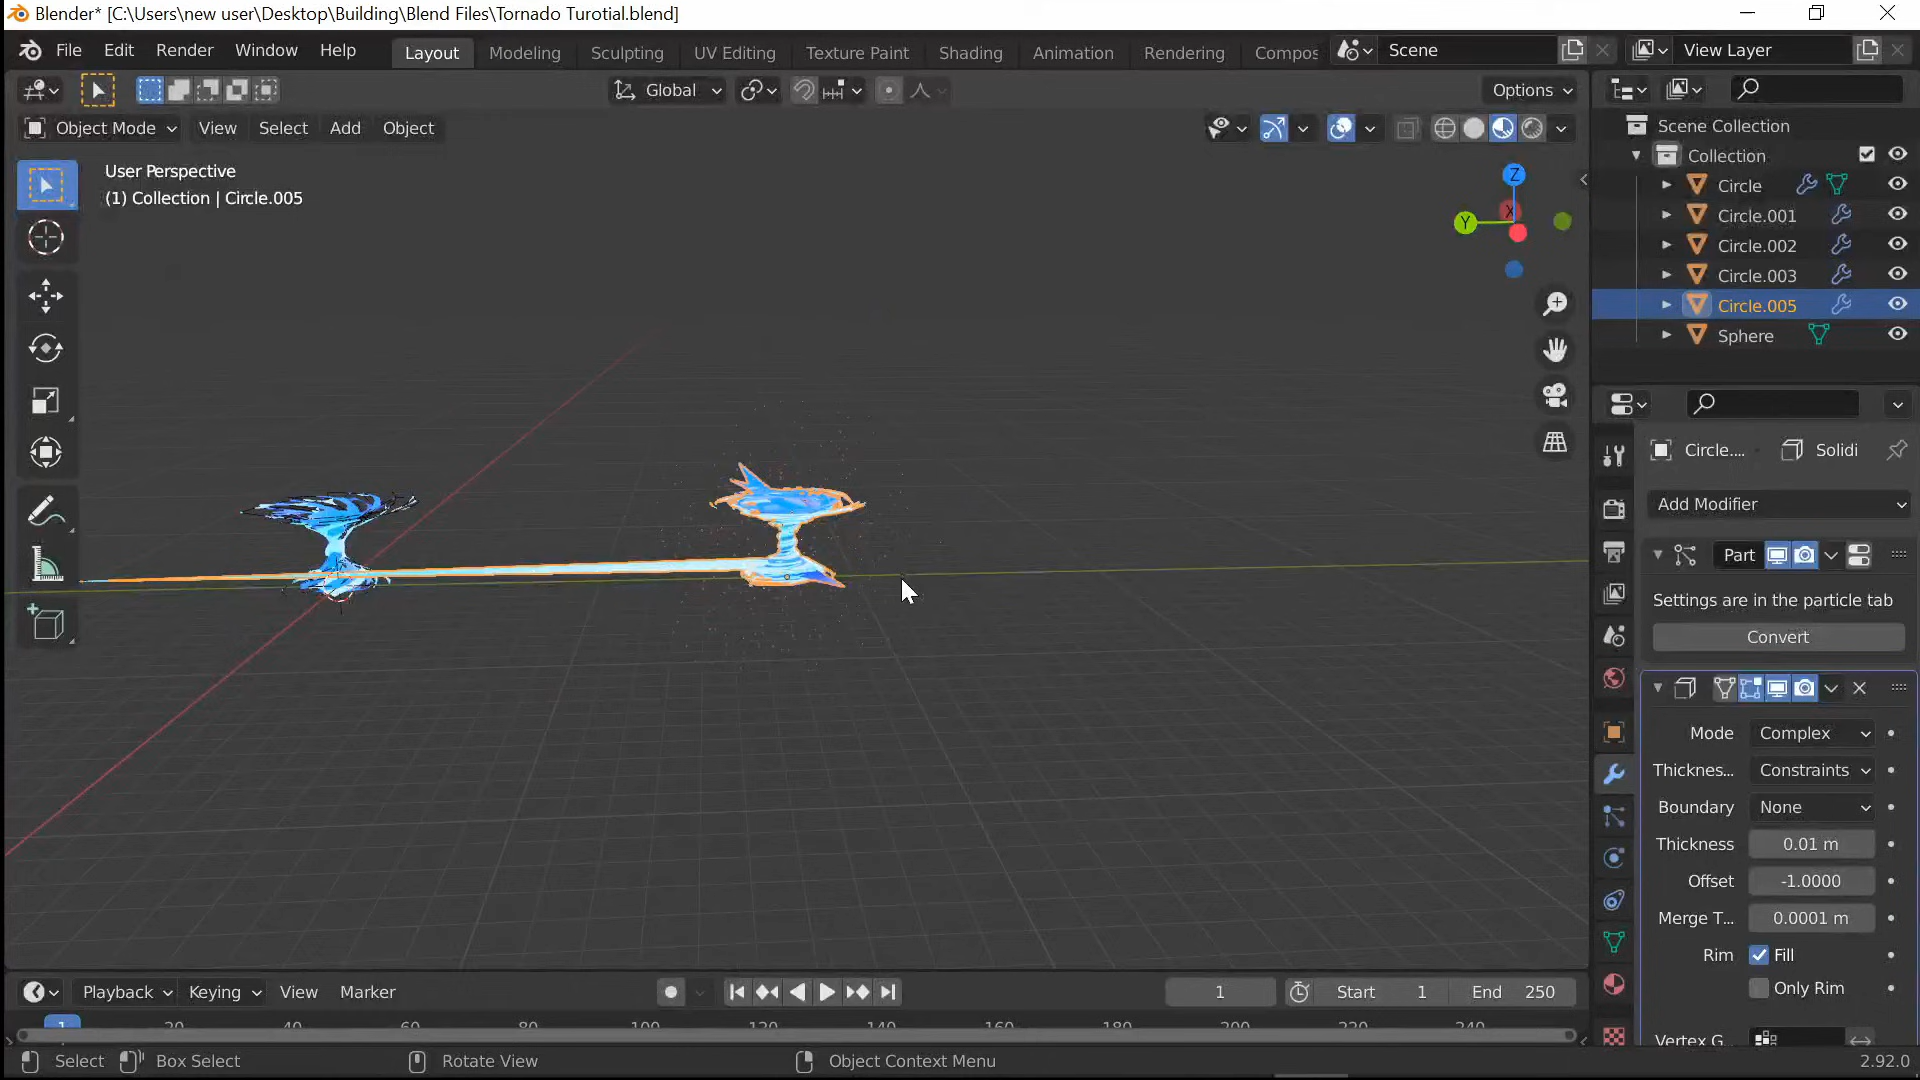 Blender* [C:\Users\new user\Desktop\Building\Blend Files\Tornado Turotial.blend]
File Edit Render Window Help Layout Modeling Sculpting UV Editing Texture Paint Shading Animation Rendering Compos Scene View Layer
Global Options
Object Mode View Select Add Object
User Perspective
(1) Collection | Circle.005
Z
X
Y
Scene Collection
Collection
Circle
Circle.001
Circle.002
Circle.003
Circle.005
Sphere
Circle.... Solidi
Add Modifier
Part
Settings are in the particle tab
Convert
Mode Complex
Thicknes... Constraints
Boundary None
Thickness 0.01 m
Offset -1.0000
Merge T... 0.0001 m
Rim Fill
Only Rim
Vertex G...
Playback Keying View Marker 1 Start 1 End 250
1 20 40 60 80 100 120 140 160 180 200 220 240
Select Box Select Rotate View Object Context Menu 2.92.0